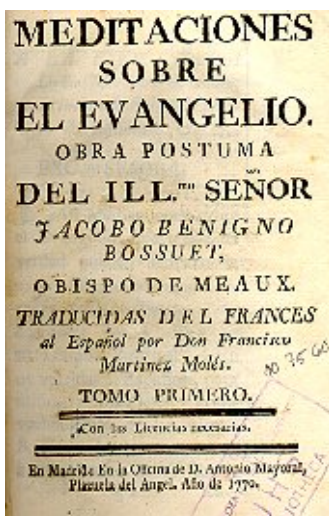 MEDITACIONES
SOBRE
EL EVANGELIO.
OBRA POSTUMA
DEL ILL.mo SEÑOR
JACOBO BENIGNO
BOSSUET,
OBISPO DE MEAUX.
TRADUCIDAS DEL FRANCES
al Español por Don Francisco
Martinez Molés.
TOMO PRIMERO.
Con las Licencias necesarias.
En Madrid: En la Oficina de D. Antonio Mayoral,
Plazuela del Angel. Año de 1770.